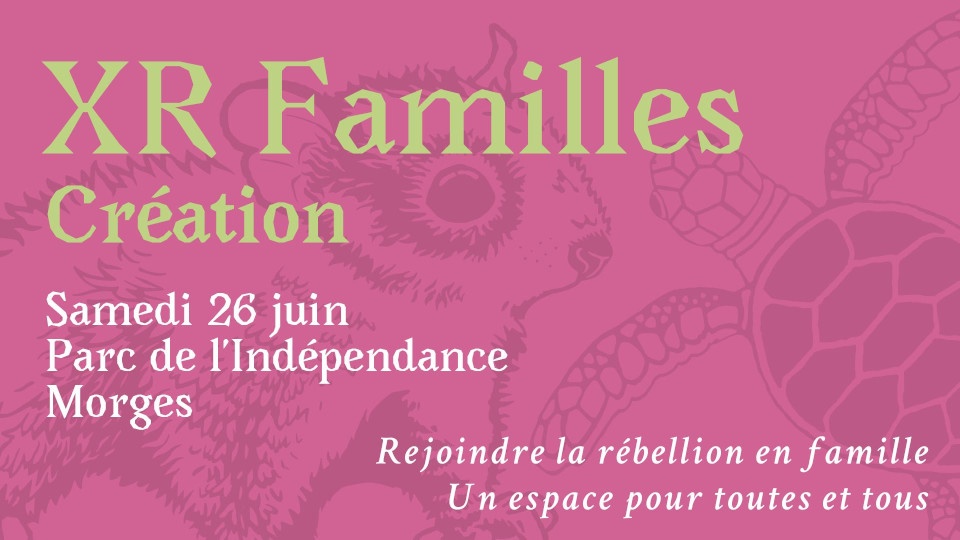 XR Familles
Création
Samedi 26 juin
Parc de l'Indépendance
Morges
Rejoindre la rébellion en famille
Un espace pour toutes et tous